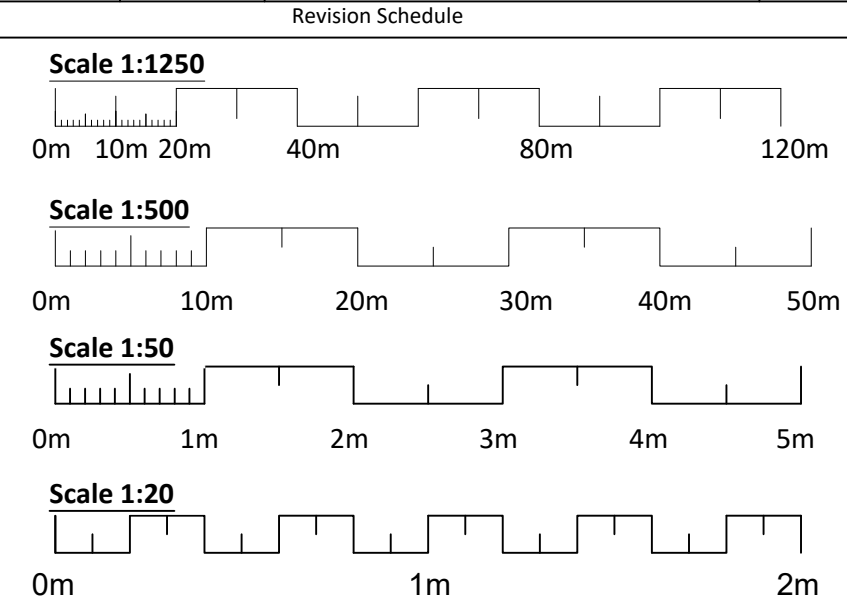 Revision Schedule
Scale 1:1250
0m 10m 20m 40m 80m 120m
Scale 1:500
0m 10m 20m 30m 40m 50m
Scale 1:50
0m 1m 2m 3m 4m 5m
Scale 1:20
0m 1m 2m